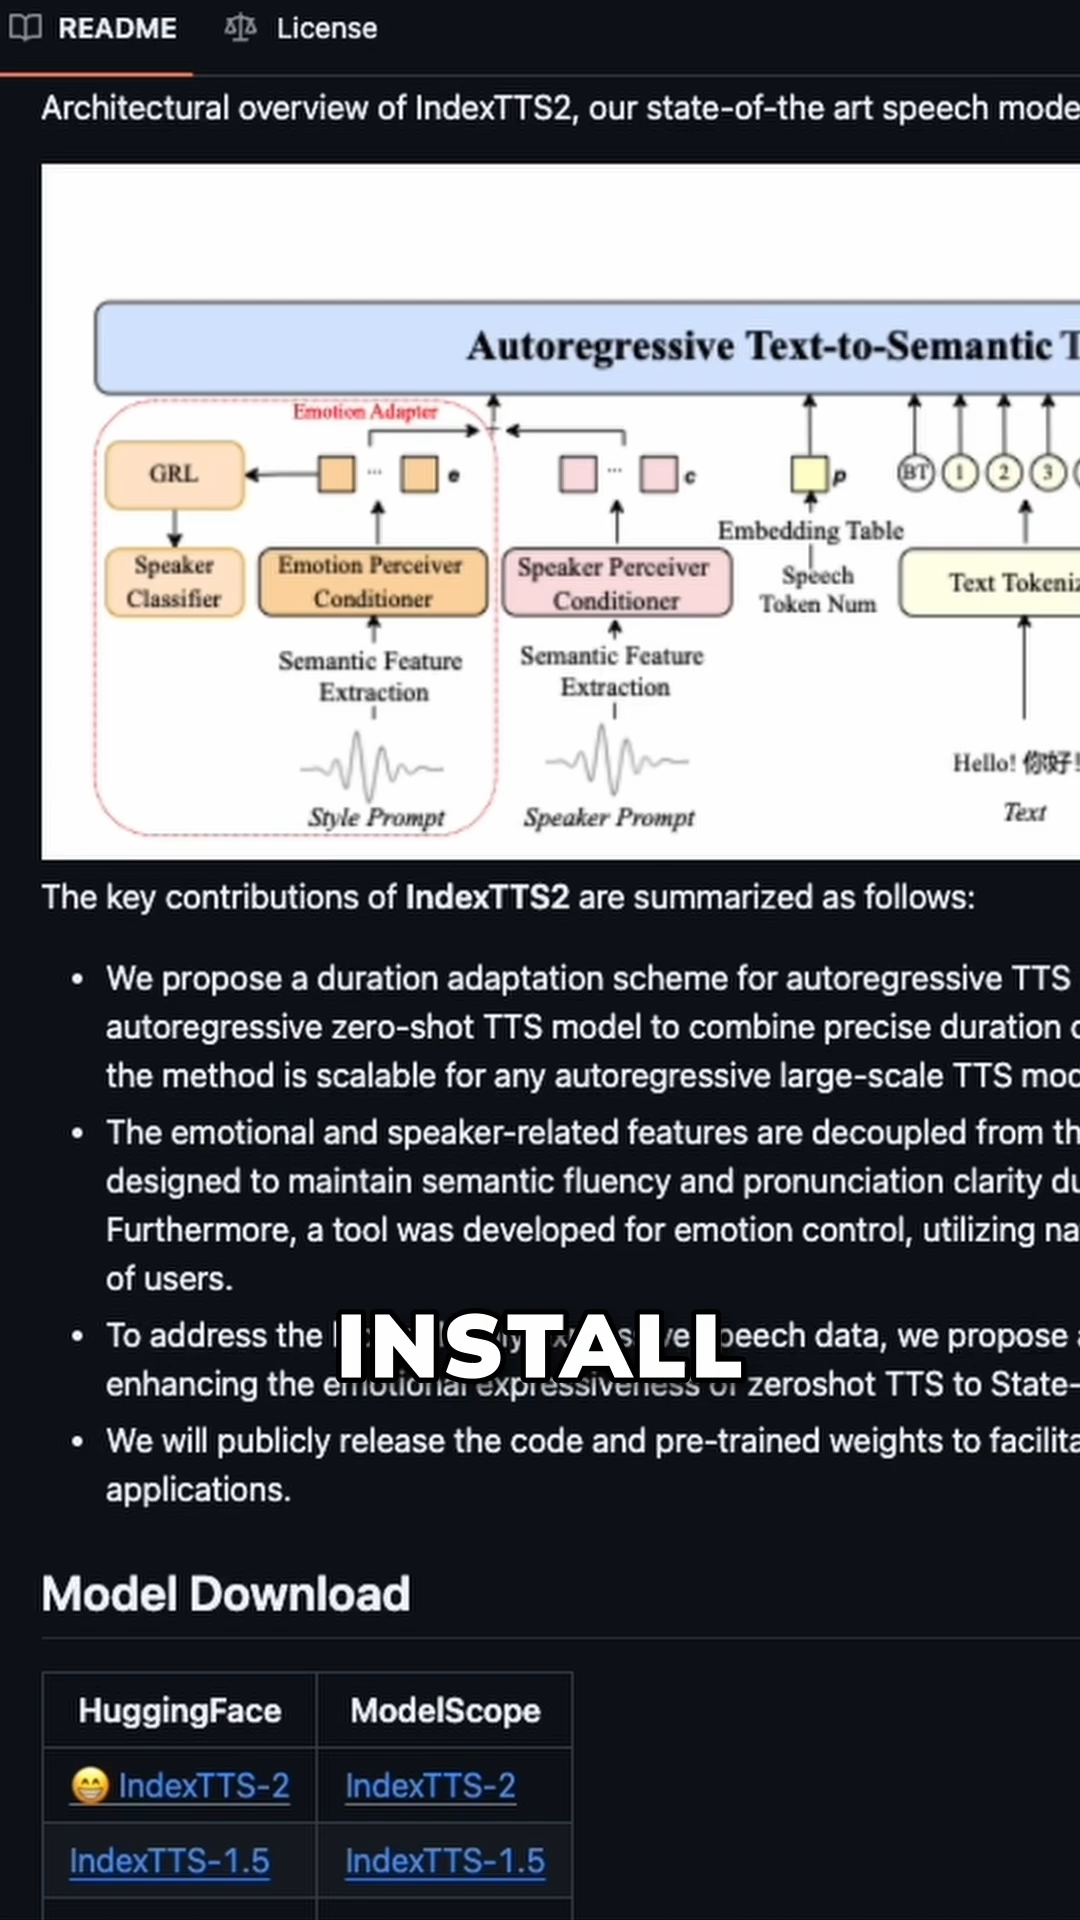 README License
Architectural overview of IndexTTS2, our state-of-the art speech mode
Autoregressive Text-to-Semantic T
Emotion Adapter
GRL ... e ... c p BT 1 2 3
Embedding Table
Speaker Classifier
Emotion Perceiver Conditioner
Speaker Perceiver Conditioner
Speech Token Num
Text Tokeniz
Semantic Feature Extraction
Semantic Feature Extraction
Hello! 你好!
Style Prompt
Speaker Prompt
Text
The key contributions of IndexTTS2 are summarized as follows:
• We propose a duration adaptation scheme for autoregressive TTS
autoregressive zero-shot TTS model to combine precise duration c
the method is scalable for any autoregressive large-scale TTS mod
• The emotional and speaker-related features are decoupled from th
designed to maintain semantic fluency and pronunciation clarity du
Furthermore, a tool was developed for emotion control, utilizing na
of users.
• To address the speech data, we propose a
INSTALL
enhancing the emotional expressiveness of zeroshot TTS to State-
• We will publicly release the code and pre-trained weights to facilita
applications.
Model Download
HuggingFace ModelScope
😁 IndexTTS-2 IndexTTS-2
IndexTTS-1.5 IndexTTS-1.5